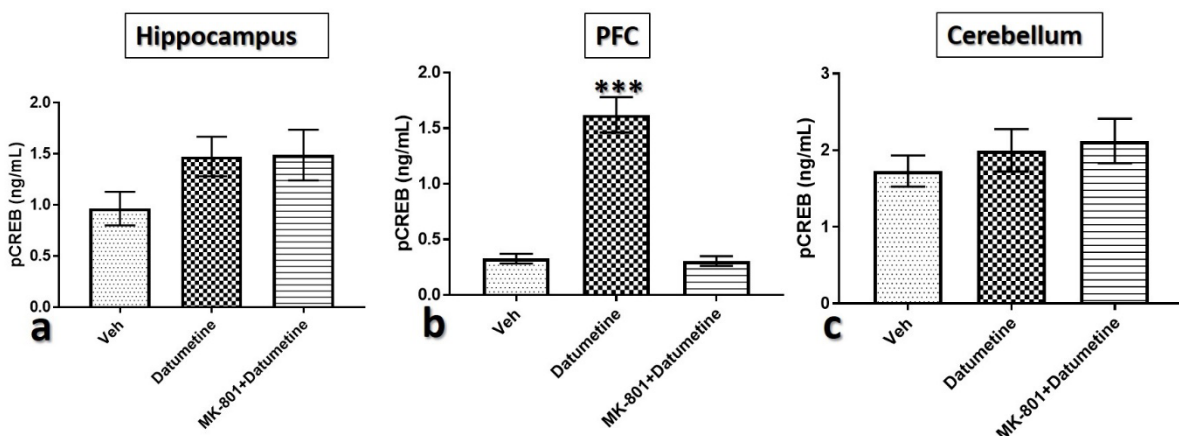 Hippocampus
pCREB (ng/mL)
2.0
1.5
1.0
0.5
0.0
Veh
Datumetine
MK-801+Datumetine
a
PFC
pCREB (ng/mL)
2.0
1.5
1.0
0.5
0.0
***
Veh
Datumetine
MK-801+Datumetine
b
Cerebellum
pCREB (ng/mL)
3
2
1
0
Veh
Datumetine
MK-801+Datumetine
c